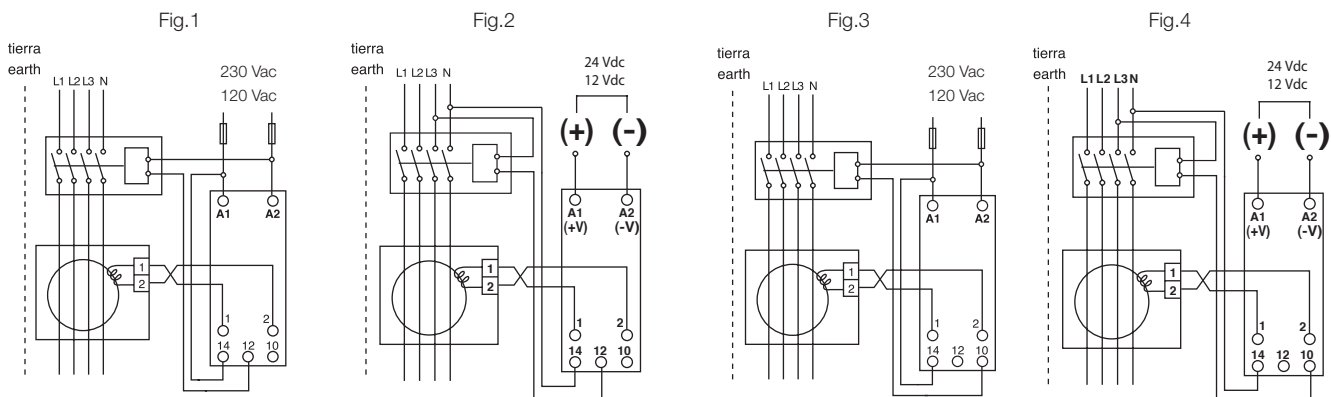 Fig.1
tierra
earth
L1 L2 L3 N
230 Vac
120 Vac
A1 A2
1
2
1 2
14 12 10
Fig.2
tierra
earth
L1 L2 L3 N
24 Vdc
12 Vdc
(+) (-)
A1 A2
(+V) (-V)
1
2
1 2
14 12 10
Fig.3
tierra
earth
L1 L2 L3 N
230 Vac
120 Vac
A1 A2
1
2
1 2
14 12 10
Fig.4
tierra
earth
L1 L2 L3 N
24 Vdc
12 Vdc
(+) (-)
A1 A2
(+V) (-V)
1
2
1 2
14 12 10